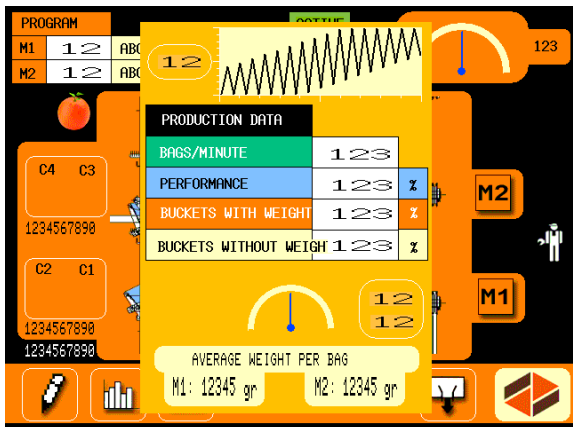 PROGRAM
ACTIVE
M1 12 ABC
M2 12 ABC
12
123
PRODUCTION DATA
BAGS/MINUTE 123
PERFORMANCE 123 %
BUCKETS WITH WEIGHT 123 %
BUCKETS WITHOUT WEIGH 123 %
C4 C3
1234567890
C2 C1
1234567890
1234567890
M2
M1
12
12
AVERAGE WEIGHT PER BAG
M1: 12345 gr M2: 12345 gr